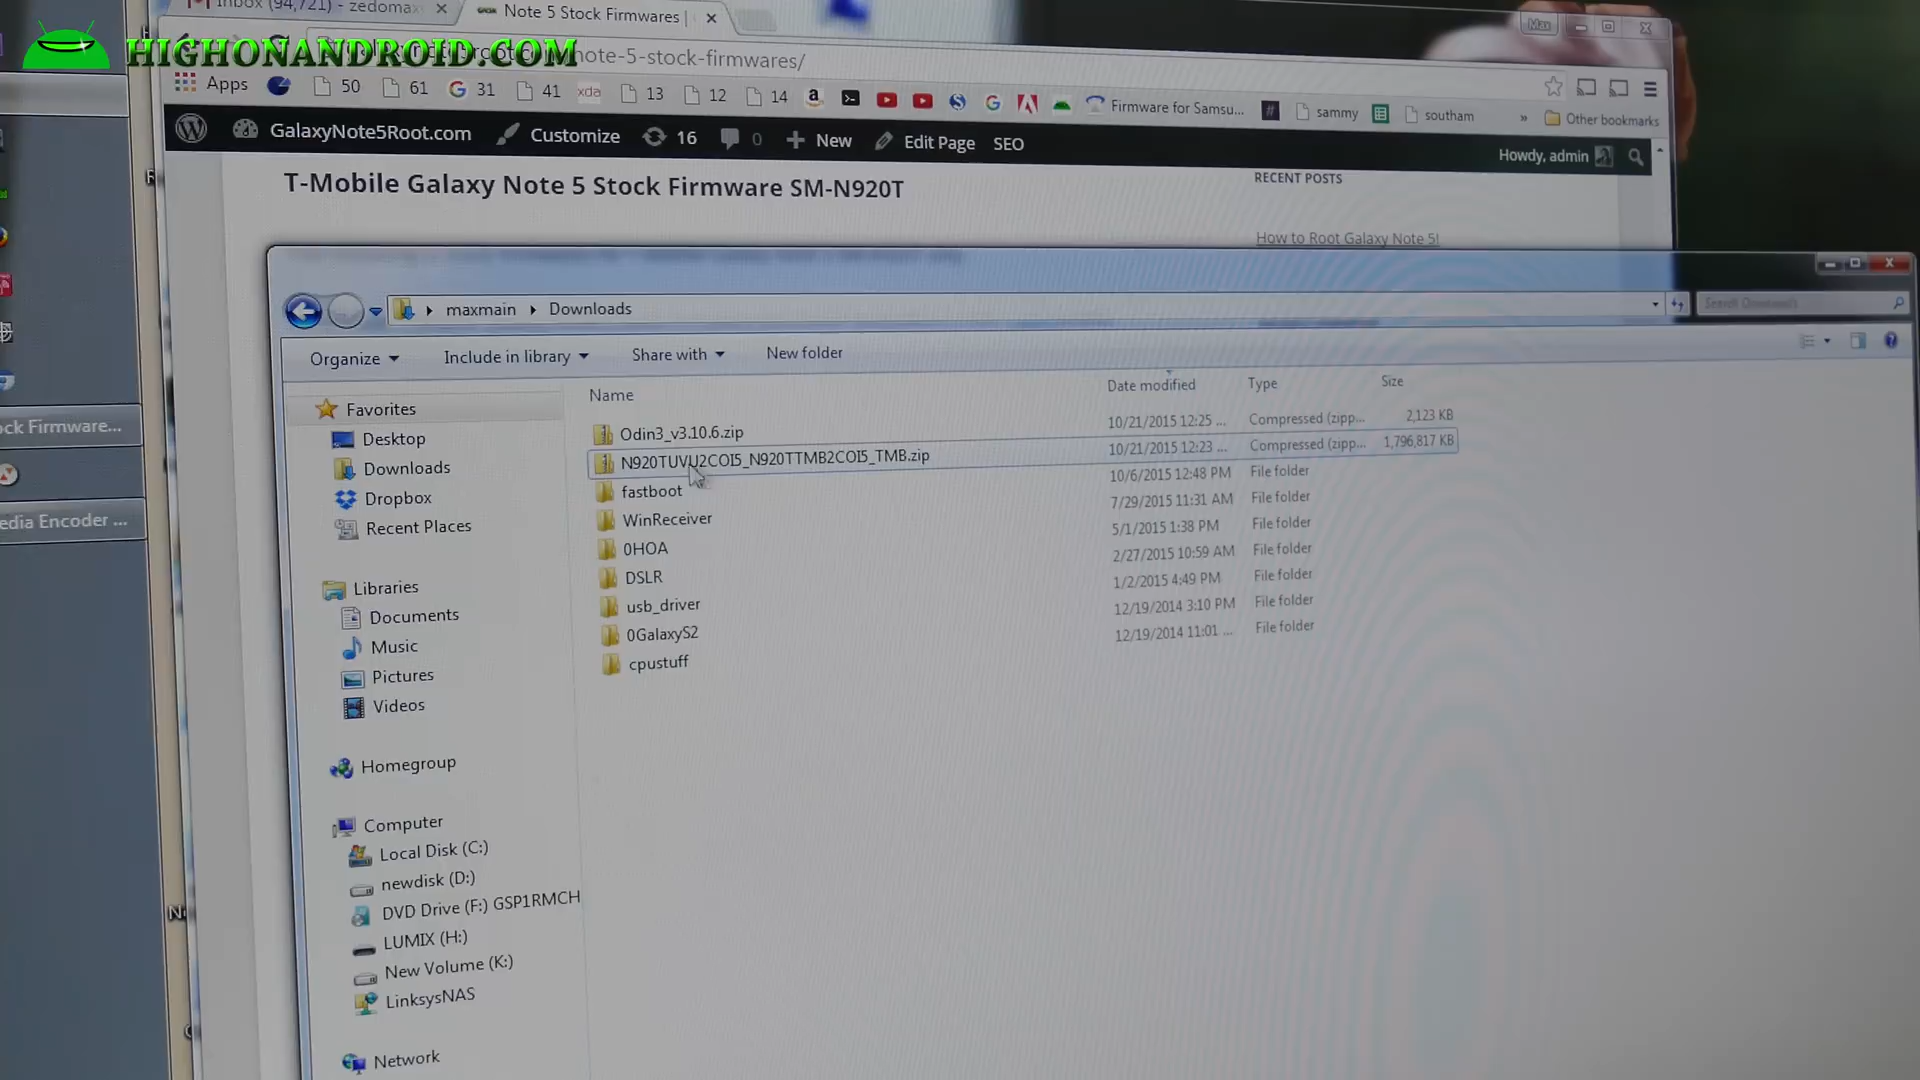 Inbox (94,721) - zedomax
Note 5 Stock Firmwares |
Max
HIGHONANDROID.COM
note-5-stock-firmwares/
Apps 50 61 31 41 xda 13 12 14 Firmware for Samsu... # sammy southam » Other bookmarks
GalaxyNote5Root.com Customize 16 0 New Edit Page SEO Howdy, admin
T-Mobile Galaxy Note 5 Stock Firmware SM-N920T
RECENT POSTS
How to Root Galaxy Note 5!
maxmain Downloads
Search Downloads
Organize Include in library Share with New folder
Name Date modified Type Size
Odin3_v3.10.6.zip 10/21/2015 12:25 ... Compressed (zipp... 2,123 KB
N920TUVU2COI5_N920TTMB2COI5_TMB.zip 10/21/2015 12:23 ... Compressed (zipp... 1,796,817 KB
fastboot 10/6/2015 12:48 PM File folder
WinReceiver 7/29/2015 11:31 AM File folder
0HOA 5/1/2015 1:38 PM File folder
DSLR 2/27/2015 10:59 AM File folder
usb_driver 1/2/2015 4:49 PM File folder
0GalaxyS2 12/19/2014 3:10 PM File folder
cpustuff 12/19/2014 11:01 ... File folder
Favorites
Desktop
Downloads
Dropbox
Recent Places
Libraries
Documents
Music
Pictures
Videos
Homegroup
Computer
Local Disk (C:)
newdisk (D:)
DVD Drive (F:) GSP1RMCH
LUMIX (H:)
New Volume (K:)
LinksysNAS
Network
ck Firmware...
edia Encoder ...